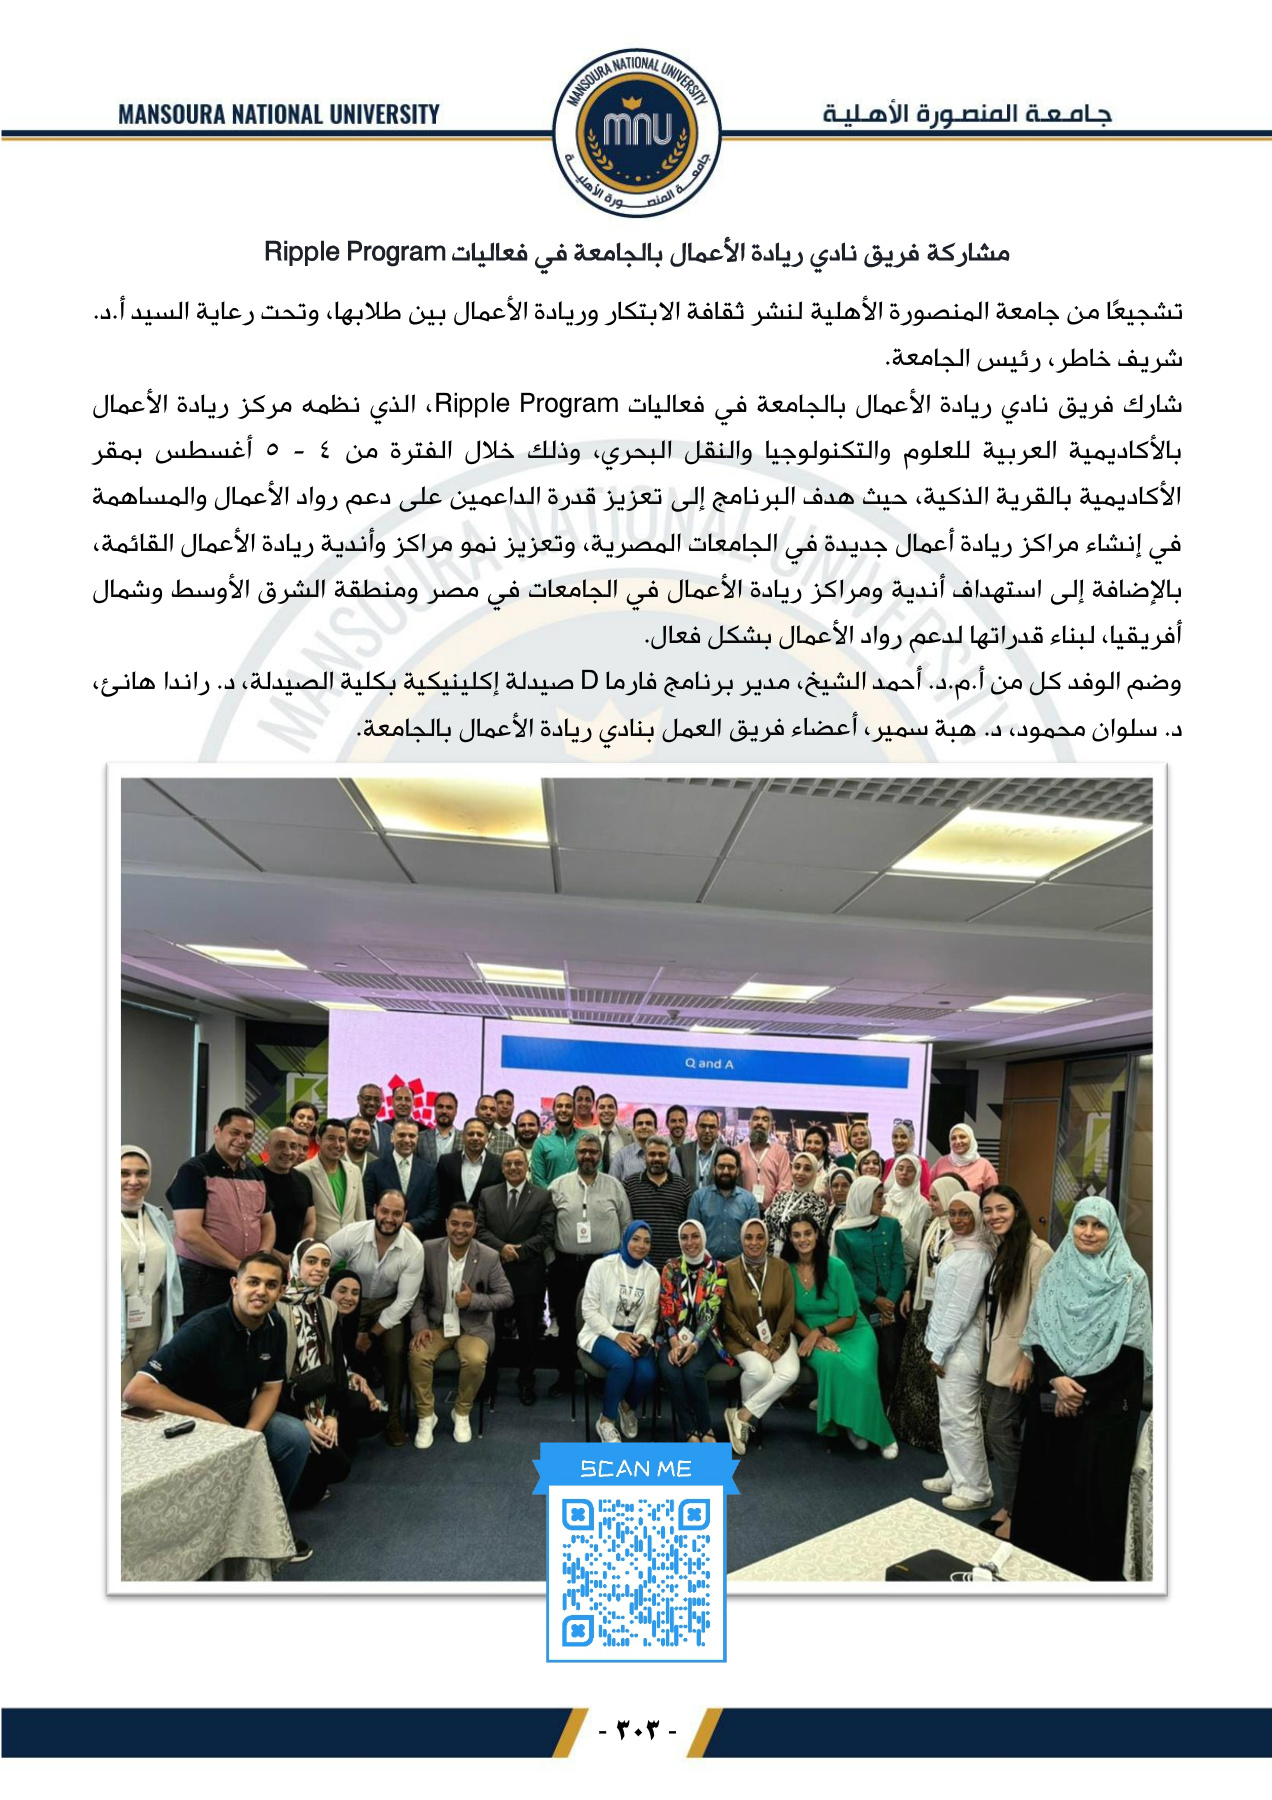 MANSOURA NATIONAL UNIVERSITY
جامعة المنصورة الأهلية
MANSOURA NATIONAL UNIVERSITY
mnu
جامعة المنصورة الأهلية
مشاركة فريق نادي ريادة الأعمال بالجامعة في فعاليات Ripple Program
تشجيعًا من جامعة المنصورة الأهلية لنشر ثقافة الابتكار وريادة الأعمال بين طلابها، وتحت رعاية السيد أ.د.
شريف خاطر، رئيس الجامعة.
شارك فريق نادي ريادة الأعمال بالجامعة في فعاليات Ripple Program، الذي نظمه مركز ريادة الأعمال
بالأكاديمية العربية للعلوم والتكنولوجيا والنقل البحري، وذلك خلال الفترة من ٤ - ٥ أغسطس بمقر
الأكاديمية بالقرية الذكية، حيث هدف البرنامج إلى تعزيز قدرة الداعمين على دعم رواد الأعمال والمساهمة
في إنشاء مراكز ريادة أعمال جديدة في الجامعات المصرية، وتعزيز نمو مراكز وأندية ريادة الأعمال القائمة،
بالإضافة إلى استهداف أندية ومراكز ريادة الأعمال في الجامعات في مصر ومنطقة الشرق الأوسط وشمال
أفريقيا، لبناء قدراتها لدعم رواد الأعمال بشكل فعال.
وضم الوفد كل من أ.م.د. أحمد الشيخ، مدير برنامج فارما D صيدلة إكلينيكية بكلية الصيدلة، د. راندا هانئ،
د. سلوان محمود، د. هبة سمير، أعضاء فريق العمل بنادي ريادة الأعمال بالجامعة.
MANSOURA NATIONAL UNIVERSITY
Q and A
SCAN ME
- ٣٠٣ -